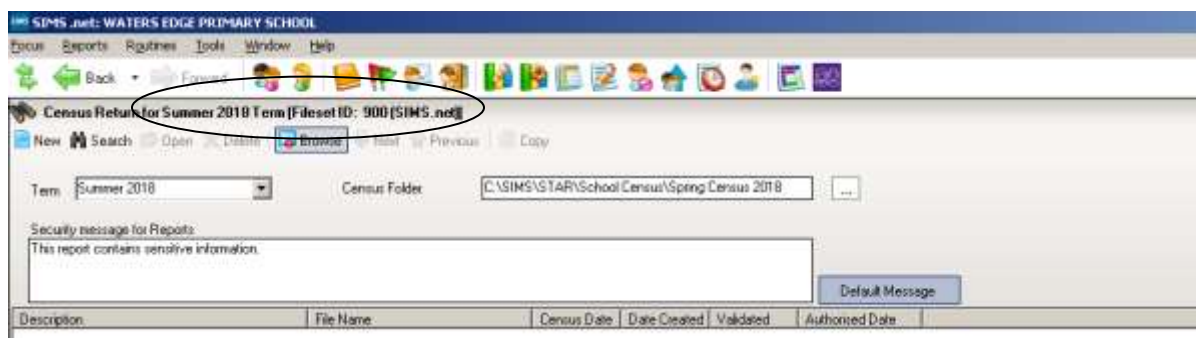 SIMS .net: WATERS EDGE PRIMARY SCHOOL
Focus Reports Routines Tools Window Help
Back Forward
Census Return for Summer 2018 Term [Fileset ID: 900 (SIMS.net)]
New Search Open Delete Browse Next Previous Copy
Term Summer 2018 Census Folder C:\SIMS\STAR\School Census\Spring Census 2018 ...
Security message for Reports
This report contains sensitive information.
Default Message
Description File Name Census Date Date Created Validated Authorised Date